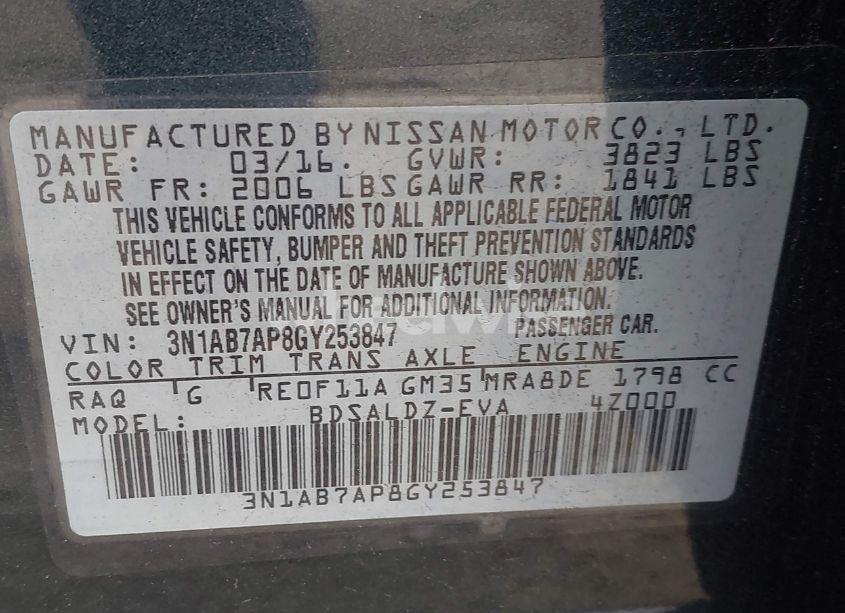 MANUFACTURED BY NISSAN MOTOR CO., LTD.
DATE: 03/16. GVWR: 3823 LBS
GAWR FR: 2006 LBS GAWR RR: 1841 LBS
THIS VEHICLE CONFORMS TO ALL APPLICABLE FEDERAL MOTOR
VEHICLE SAFETY, BUMPER AND THEFT PREVENTION STANDARDS
IN EFFECT ON THE DATE OF MANUFACTURE SHOWN ABOVE.
SEE OWNER'S MANUAL FOR ADDITIONAL INFORMATION.
VIN: 3N1AB7AP8GY253847 PASSENGER CAR.
COLOR TRIM TRANS AXLE ENGINE
RAQ G RE0F11A GM35 MRA8DE 1798 CC
MODEL: BDSALDZ-EVA 4Z000
3N1AB7AP8GY253847